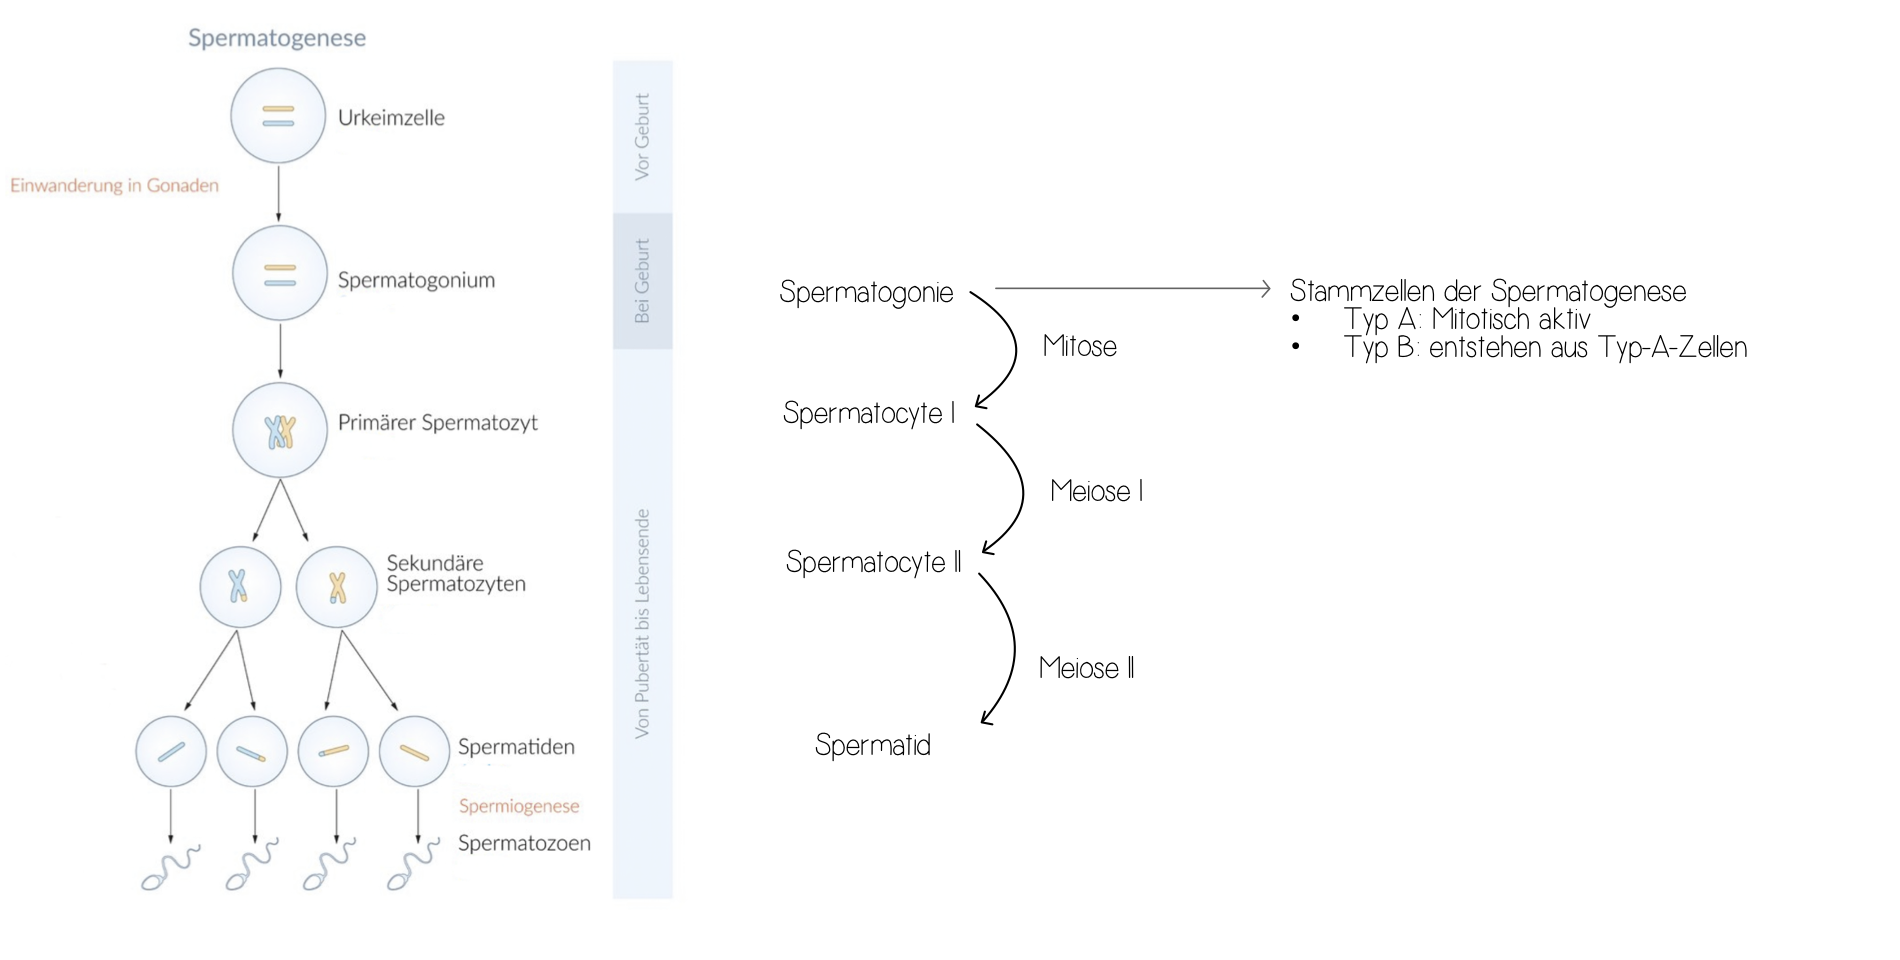 Spermatogenese
Urkeimzelle
Einwanderung in Gonaden
Spermatogonium
Primärer Spermatozyt
Sekundäre
Spermatozyten
Spermatiden
Spermiogenese
Spermatozoen
Vor Geburt
Bei Geburt
Von Pubertät bis Lebensende
Spermatogonie
Mitose
Spermatocyte I
Meiose I
Spermatocyte II
Meiose II
Spermatid
Stammzellen der Spermatogenese
• Typ A: Mitotisch aktiv
• Typ B: entstehen aus Typ-A-Zellen